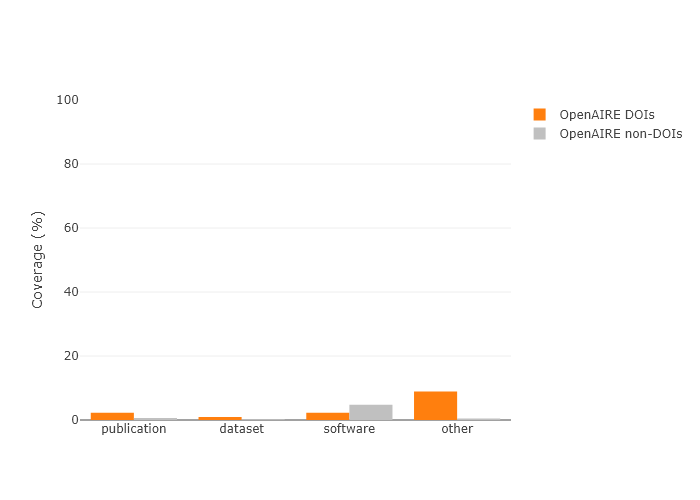 100
80
60
40
20
0
Coverage (%)
publication
dataset
software
other
OpenAIRE DOIs
OpenAIRE non-DOIs